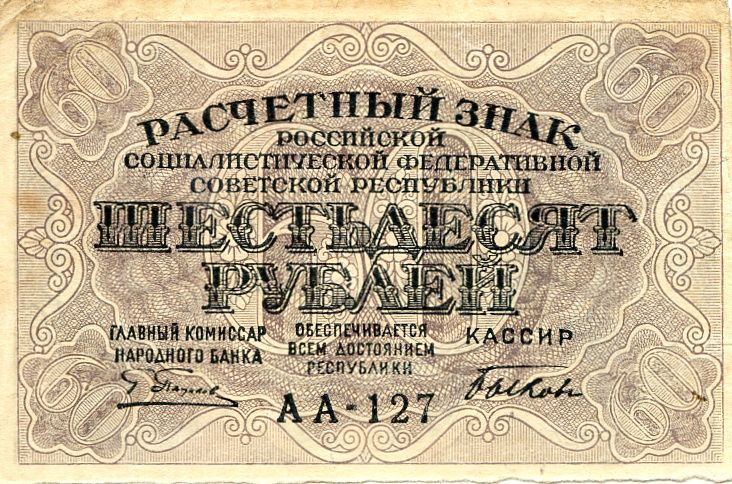 60 60
РАСЧЕТНЫЙ ЗНАК
РОССИЙСКОЙ
СОЦИАЛИСТИЧЕСКОЙ ФЕДЕРАТИВНОЙ
СОВЕТСКОЙ РЕСПУБЛИКИ
ШЕСТЬДЕСЯТ
РУБЛЕЙ
ГЛАВНЫЙ КОМИССАР
НАРОДНОГО БАНКА
ОБЕСПЕЧИВАЕТСЯ
ВСЕМ ДОСТОЯНИЕМ
РЕСПУБЛИКИ
КАССИР
АА-127
60 60